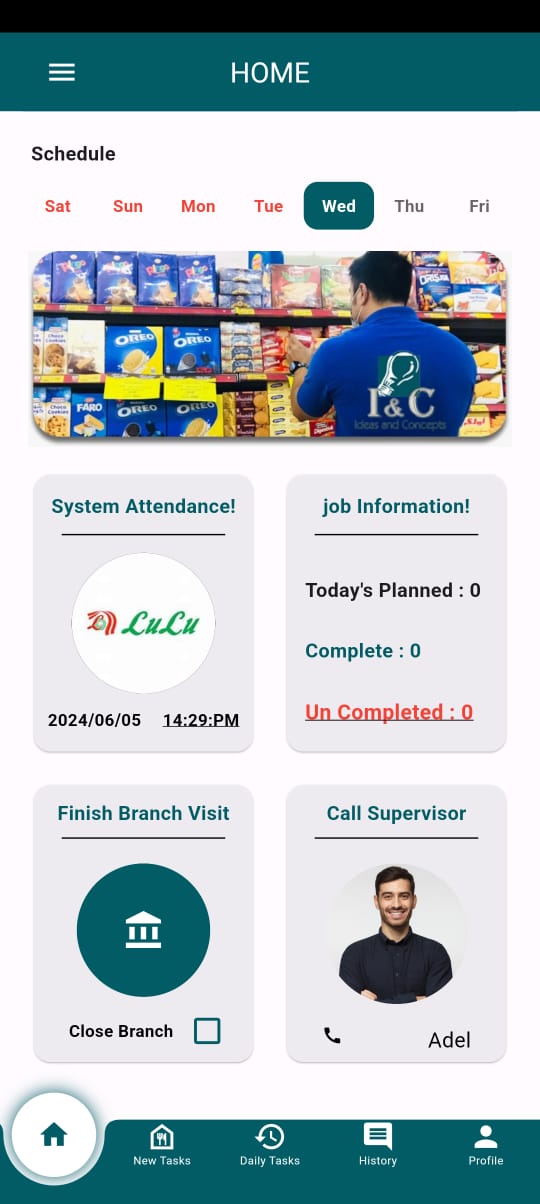 HOME
Schedule
Sat Sun Mon Tue Wed Thu Fri
OREO OREO
Choco Cookies
FARO OREO OREO
I & C
Ideas and Concepts
System Attendance!
LuLu
2024/06/05 14:29:PM
job Information!
Today's Planned : 0
Complete : 0
Un Completed : 0
Finish Branch Visit
Close Branch
Call Supervisor
Adel
New Tasks Daily Tasks History Profile